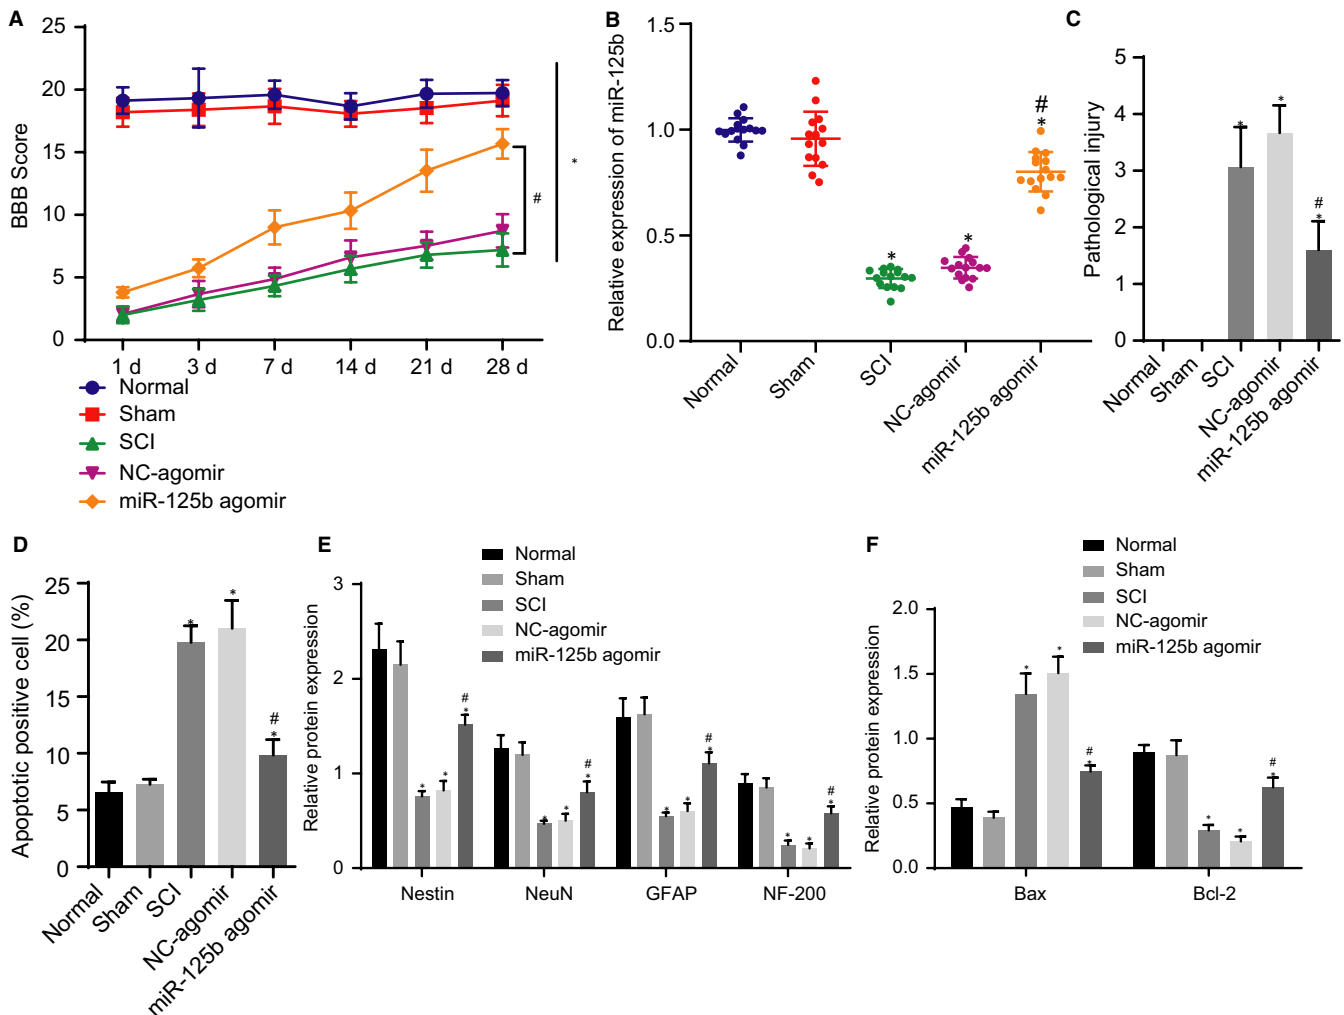 A
25
20
15
10
5
0
BBB Score
1 d 3 d 7 d 14 d 21 d 28 d
#
*
Normal
Sham
SCI
NC-agomir
miR-125b agomir
B
1.5
1.0
0.5
0.0
Relative expression of miR-125b
*
*
#
*
Normal
Sham
SCI
NC-agomir
miR-125b agomir
C
5
4
3
2
1
0
Pathological injury
*
*
#
*
Normal
Sham
SCI
NC-agomir
miR-125b agomir
D
25
20
15
10
5
0
Apoptotic positive cell (%)
*
*
#
*
Normal
Sham
SCI
NC-agomir
miR-125b agomir
E
Normal
Sham
SCI
NC-agomir
miR-125b agomir
3
2
1
0
Relative protein expression
* * # *
* * # *
* * # *
* * # *
Nestin NeuN GFAP NF-200
F
Normal
Sham
SCI
NC-agomir
miR-125b agomir
2.0
1.5
1.0
0.5
0.0
Relative protein expression
* * # *
* * # *
Bax Bcl-2